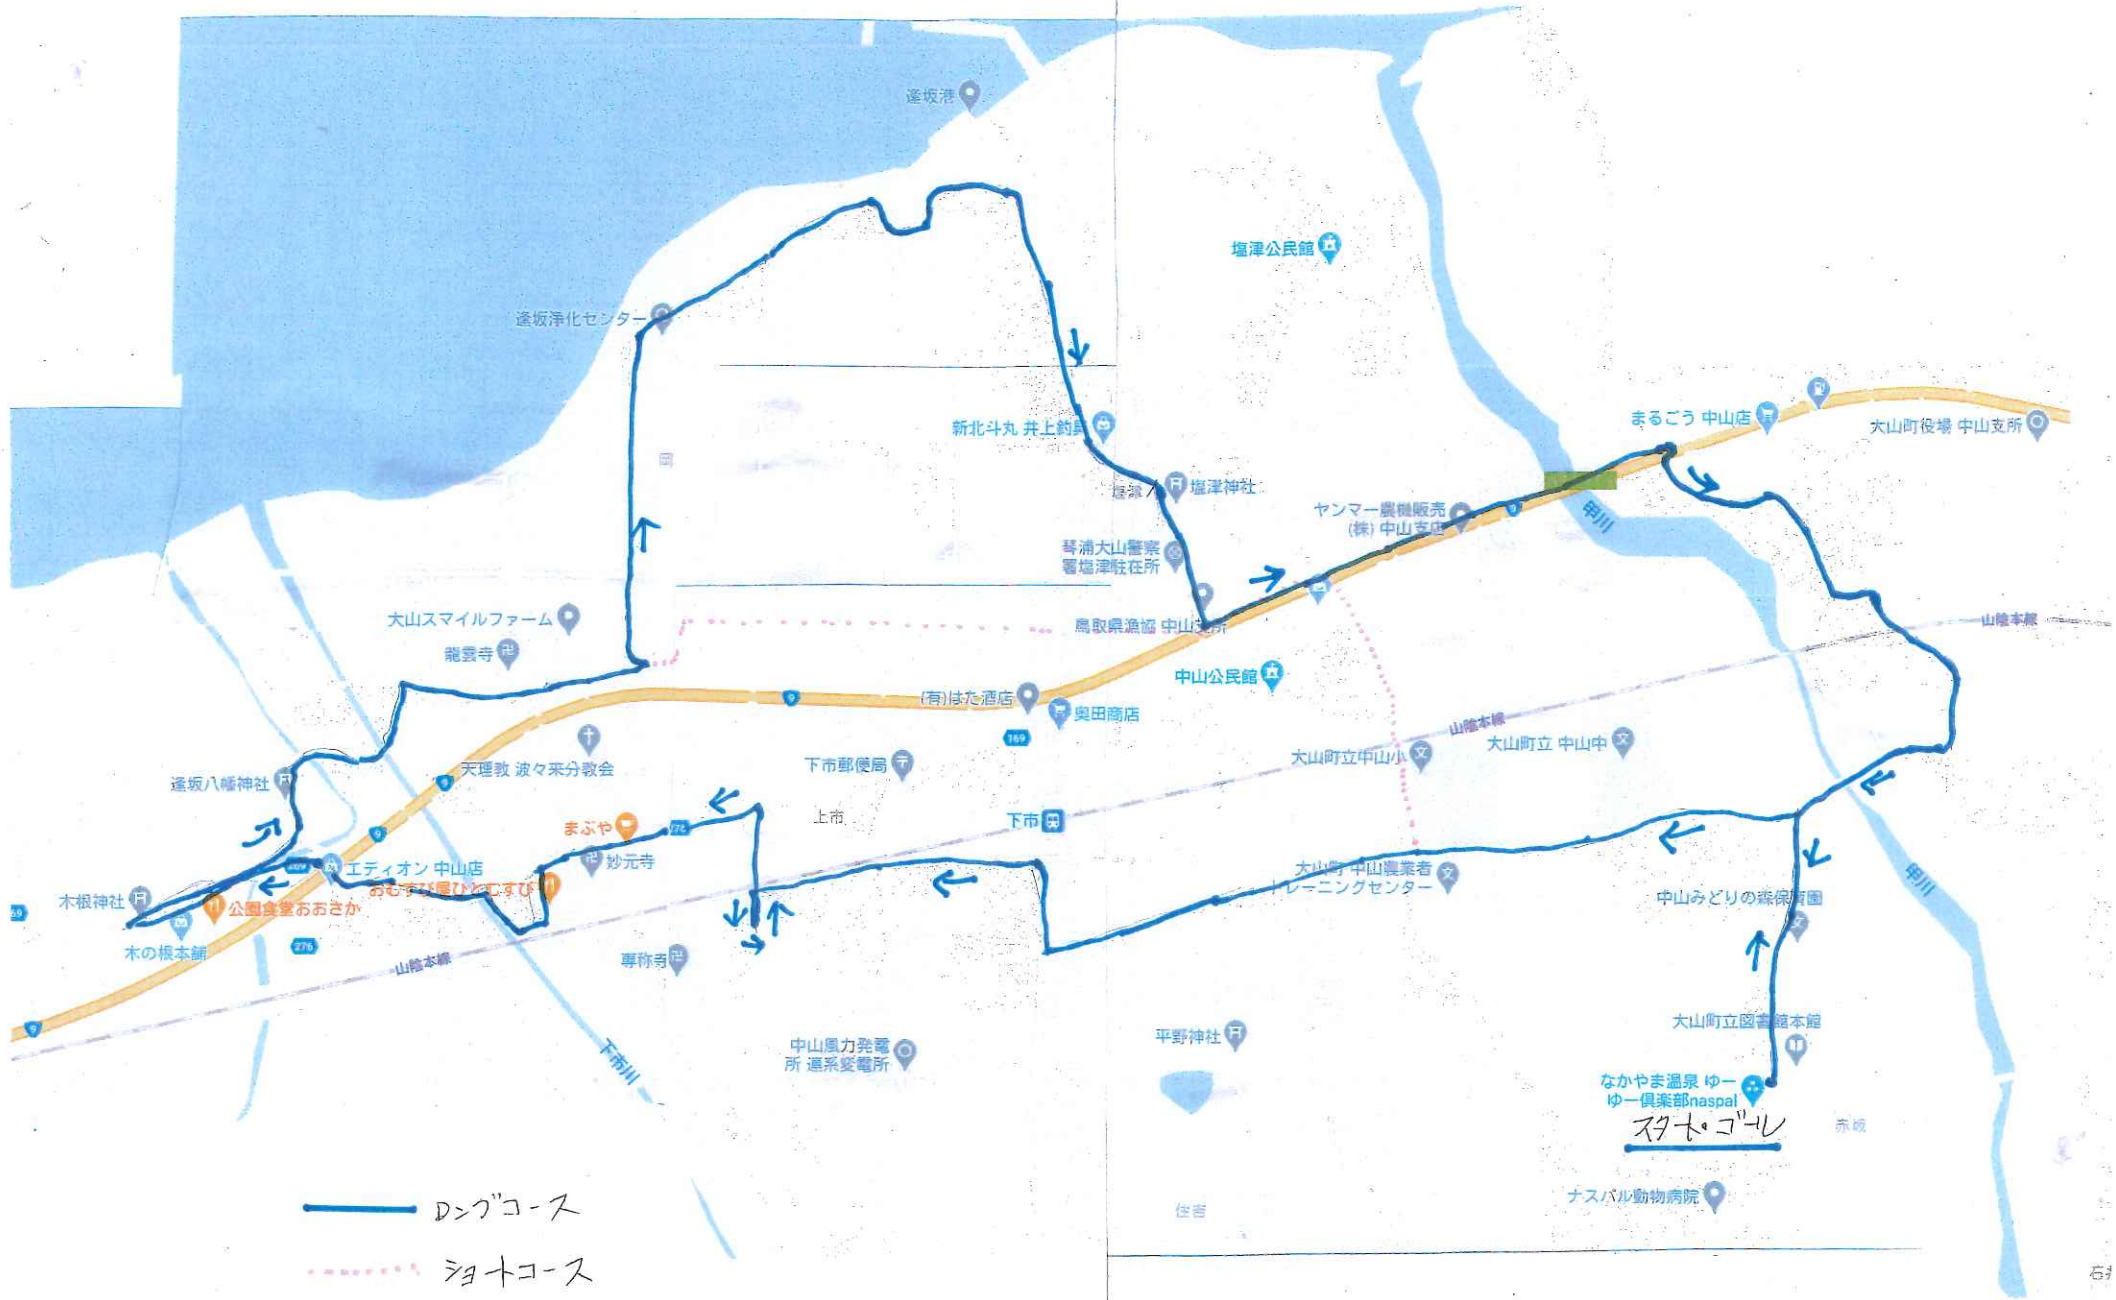 逢坂港
塩津公民館
逢坂浄化センター
まるごう 中山店
大山町役場 中山支所
新北斗丸 井上釣具
岡
塩津神社
ヤンマー農機販売
(株) 中山支店
9
甲川
琴浦大山警察
署塩津駐在所
大山スマイルファーム
鳥取県漁協 中山支所
山陰本線
龍雲寺
中山公民館
(有)はた酒店
9
奥田商店
山陰本線
169
大山町立 中山中
大山町立中山小
天理教 波々来分教会
下市郵便局
9
逢坂八幡神社
上市
下市
まぶや
276
9
妙元寺
エディオン 中山店
269
おむすび屋ひとむすび
大山町 中山農業者
トレーニングセンター
甲川
中山みどりの森保育園
木根神社
公園食堂おおさか
69
276
木の根本舗
山陰本線
専称寺
9
大山町立図書館本館
平野神社
中山風力発電
所 連系変電所
下市川
なかやま温泉 ゆー
ゆー倶楽部naspal
スタート・ゴール
赤坂
ナスパル動物病院
住吉
ロングコース
ショートコース